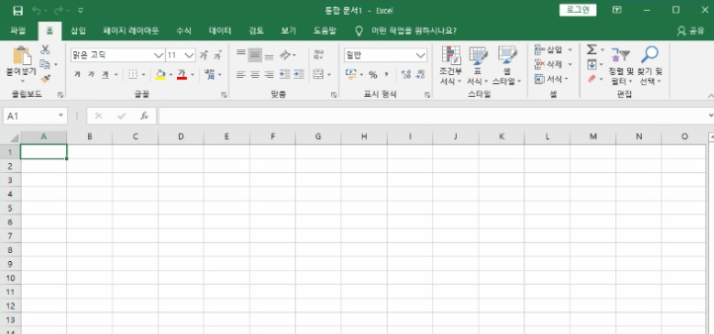 통합 문서1 - Excel
로그인
파일 홈 삽입 페이지 레이아웃 수식 데이터 검토 보기 도움말 어떤 작업을 원하시나요? 공유
붙여넣기
맑은 고딕 11 가 가
가 가 가 가
일반
% ,
조건부 서식
표 서식
셀 스타일
삽입
삭제
서식
정렬 및 필터
찾기 및 선택
클립보드 글꼴 맞춤 표시 형식 스타일 셀 편집
A1 fx
A B C D E F G H I J K L M N O
1
2
3
4
5
6
7
8
9
10
11
12
13
14